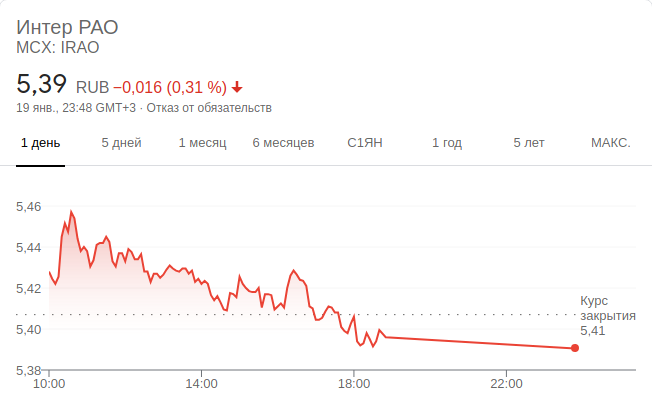 Интер РАО
MCX: IRAO
5,39 RUB −0,016 (0,31 %)
19 янв., 23:48 GMT+3 · Отказ от обязательств
1 день 5 дней 1 месяц 6 месяцев С1ЯН 1 год 5 лет МАКС.
5,46
5,44
5,42
5,40
5,38
Курс
закрытия
5,41
10:00 14:00 18:00 22:00